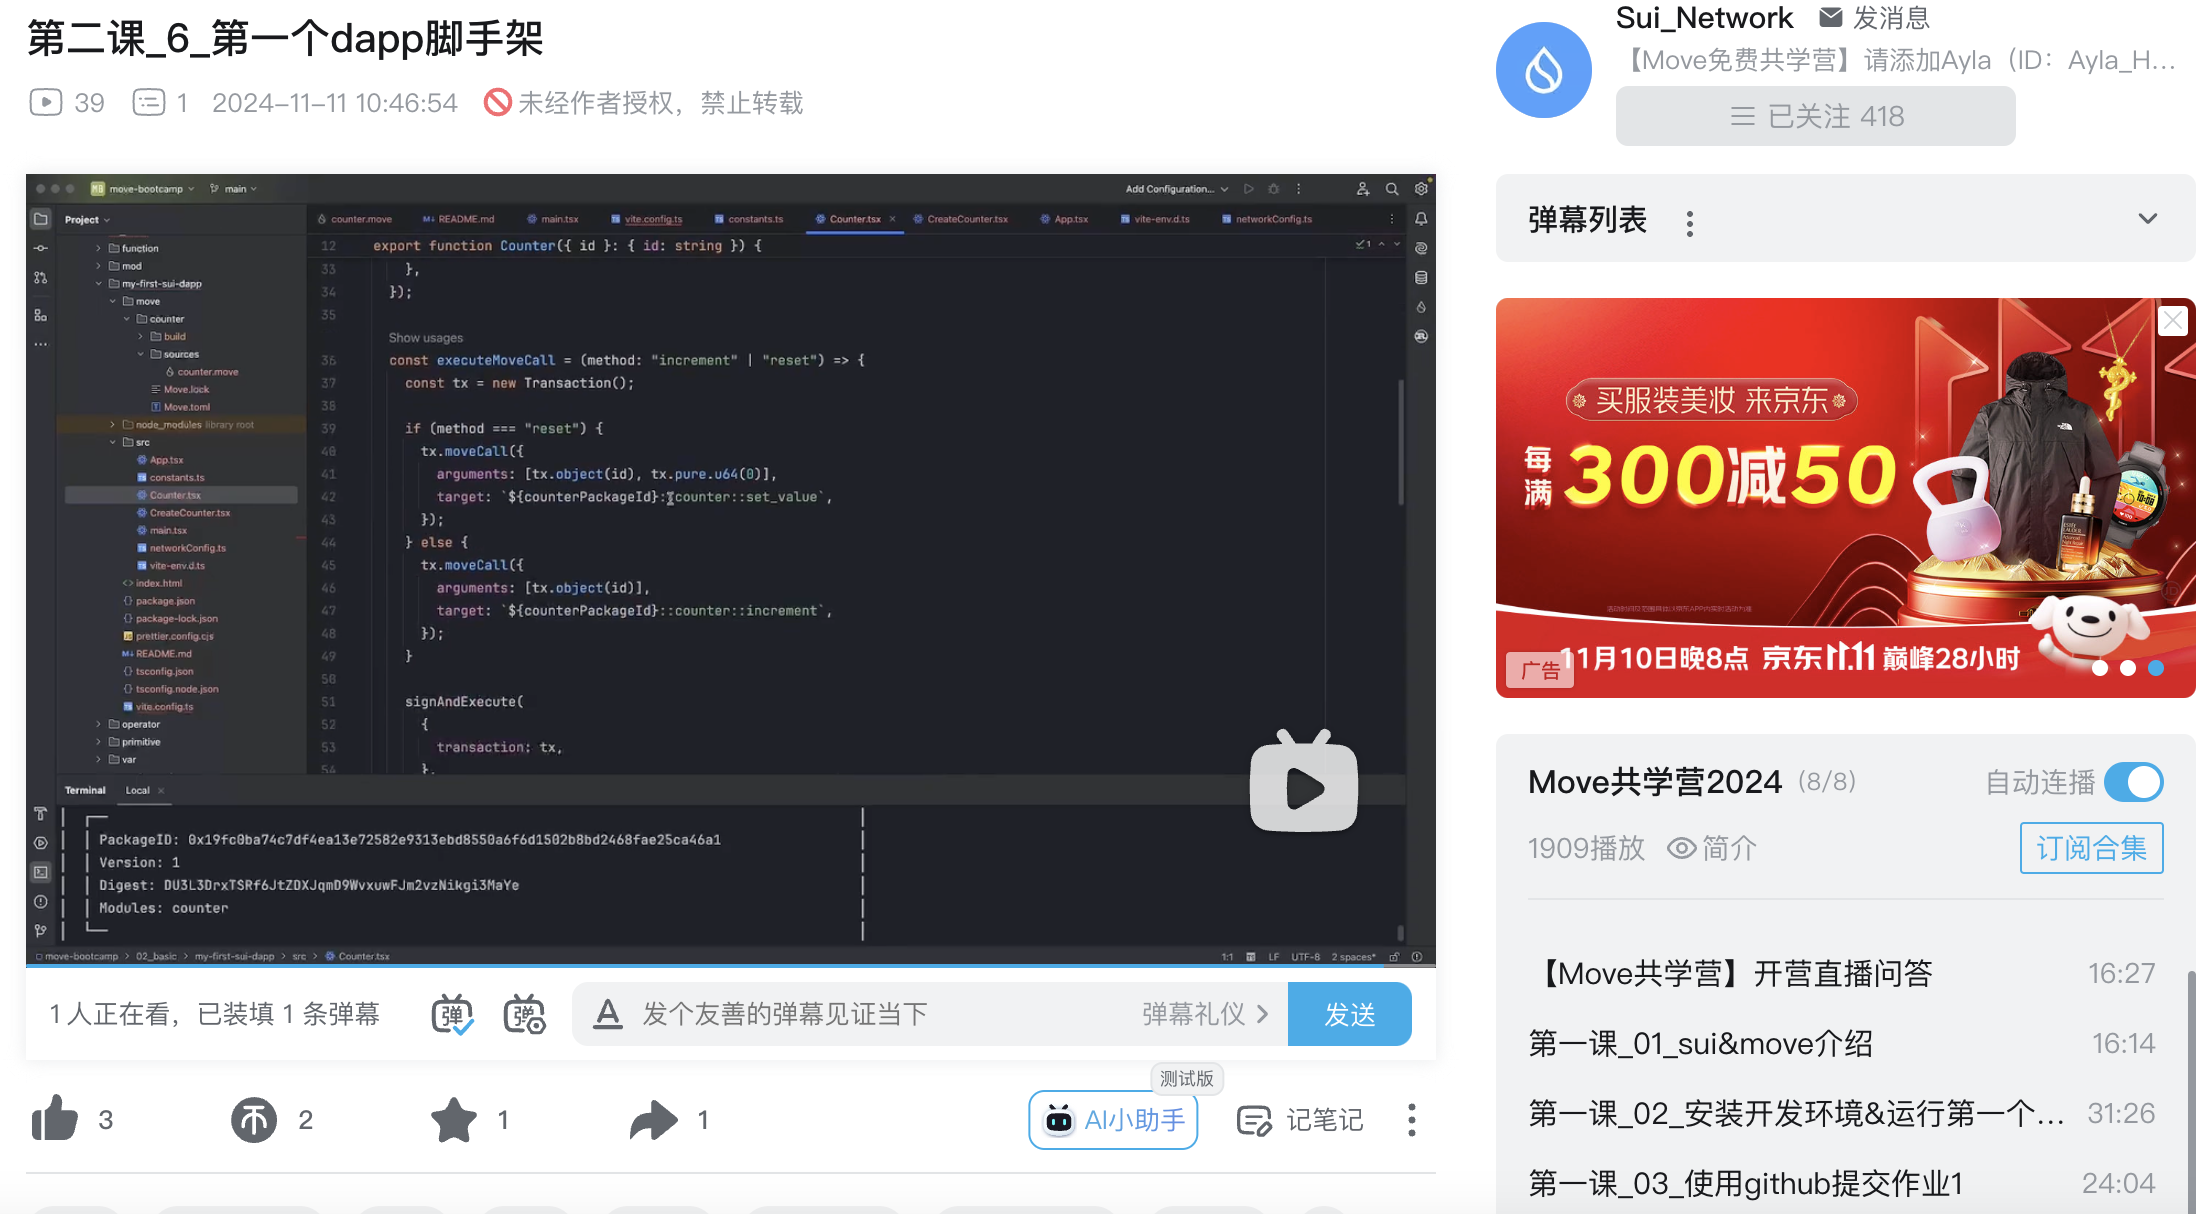 第二课_6_第一个dapp脚手架
39 1 2024-11-11 10:46:54 未经作者授权，禁止转载
MB move-bootcamp main Add Configuration...
Project
counter.move README.md main.tsx vite.config.ts constants.ts Counter.tsx CreateCounter.tsx App.tsx vite-env.d.ts networkConfig.ts
function
mod
my-first-sui-dapp
move
counter
build
sources
counter.move
Move.lock
Move.toml
node_modules library root
src
App.tsx
constants.ts
Counter.tsx
CreateCounter.tsx
main.tsx
networkConfig.ts
vite-env.d.ts
index.html
package.json
package-lock.json
prettier.config.cjs
README.md
tsconfig.json
tsconfig.node.json
vite.config.ts
operator
primitive
var
12 export function Counter({ id }: { id: string }) {
33 },
34 });
35
Show usages
36 const executeMoveCall = (method: "increment" | "reset") => {
37 const tx = new Transaction();
38
39 if (method === "reset") {
40 tx.moveCall({
41 arguments: [tx.object(id), tx.pure.u64(0)],
42 target: `${counterPackageId}::counter::set_value`,
43 });
44 } else {
45 tx.moveCall({
46 arguments: [tx.object(id)],
47 target: `${counterPackageId}::counter::increment`,
48 });
49 }
50
51 signAndExecute(
52 {
53 transaction: tx,
54 },
1
Terminal Local
PackageID: 0x19fc0ba74c7df4ea13e72582e9313ebd8550a6f6d1502b8bd2468fae25ca46a1
Version: 1
Digest: DU3L3DrxTSRf6JtZDXJqmD9WvxuwFJm2vzNikgi3MaYe
Modules: counter
move-bootcamp > 02_basic > my-first-sui-dapp > src > Counter.tsx 1:1 LF UTF-8 2 spaces*
1 人正在看，已装填 1 条弹幕
发个友善的弹幕见证当下 弹幕礼仪 > 发送
测试版
3 2 1 1 AI小助手 记笔记
Sui_Network 发消息
【Move免费共学营】请添加Ayla（ID：Ayla_H...
已关注 418
弹幕列表
买服装美妆 来京东
每满300减50
广告
11月10日晚8点 京东11.11 巅峰28小时
Move共学营2024 (8/8) 自动连播
1909播放 简介 订阅合集
【Move共学营】开营直播问答 16:27
第一课_01_sui&move介绍 16:14
第一课_02_安装开发环境&运行第一个... 31:26
第一课_03_使用github提交作业1 24:04